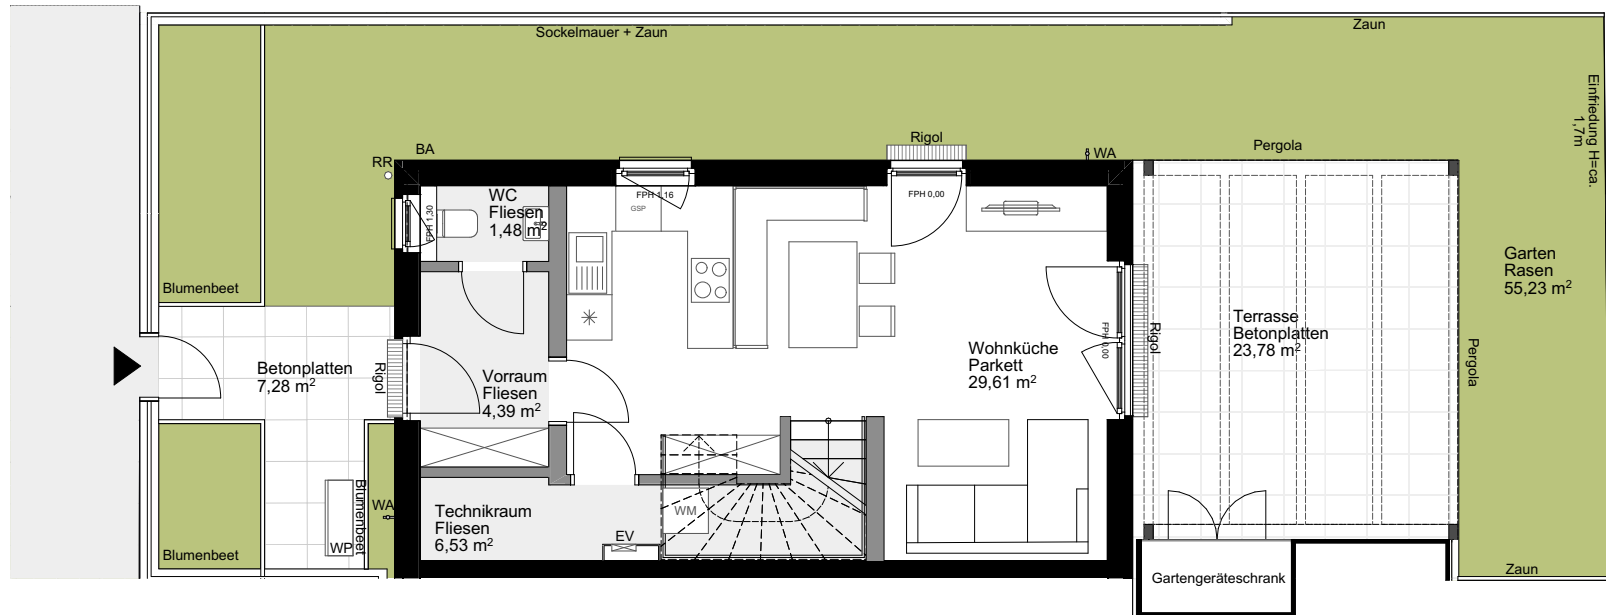 Sockelmauer + Zaun
Zaun
Einfriedung H=ca.
1,7m
BA
RR
Rigol
WA
Pergola
WC
Fliesen
1,48 m²
FPH 1,30
FPH 1,16
GSP
FPH 0,00
Blumenbeet
Garten
Rasen
55,23 m²
Betonplatten
7,28 m²
Rigol
Vorraum
Fliesen
4,39 m²
Wohnküche
Parkett
29,61 m²
FPH 0,00
Rigol
Terrasse
Betonplatten
23,78 m²
Pergola
Blumenbeet
WP
Blumenbeet
WA
Technikraum
Fliesen
6,53 m²
EV
WM
Gartengeräteschrank
Zaun